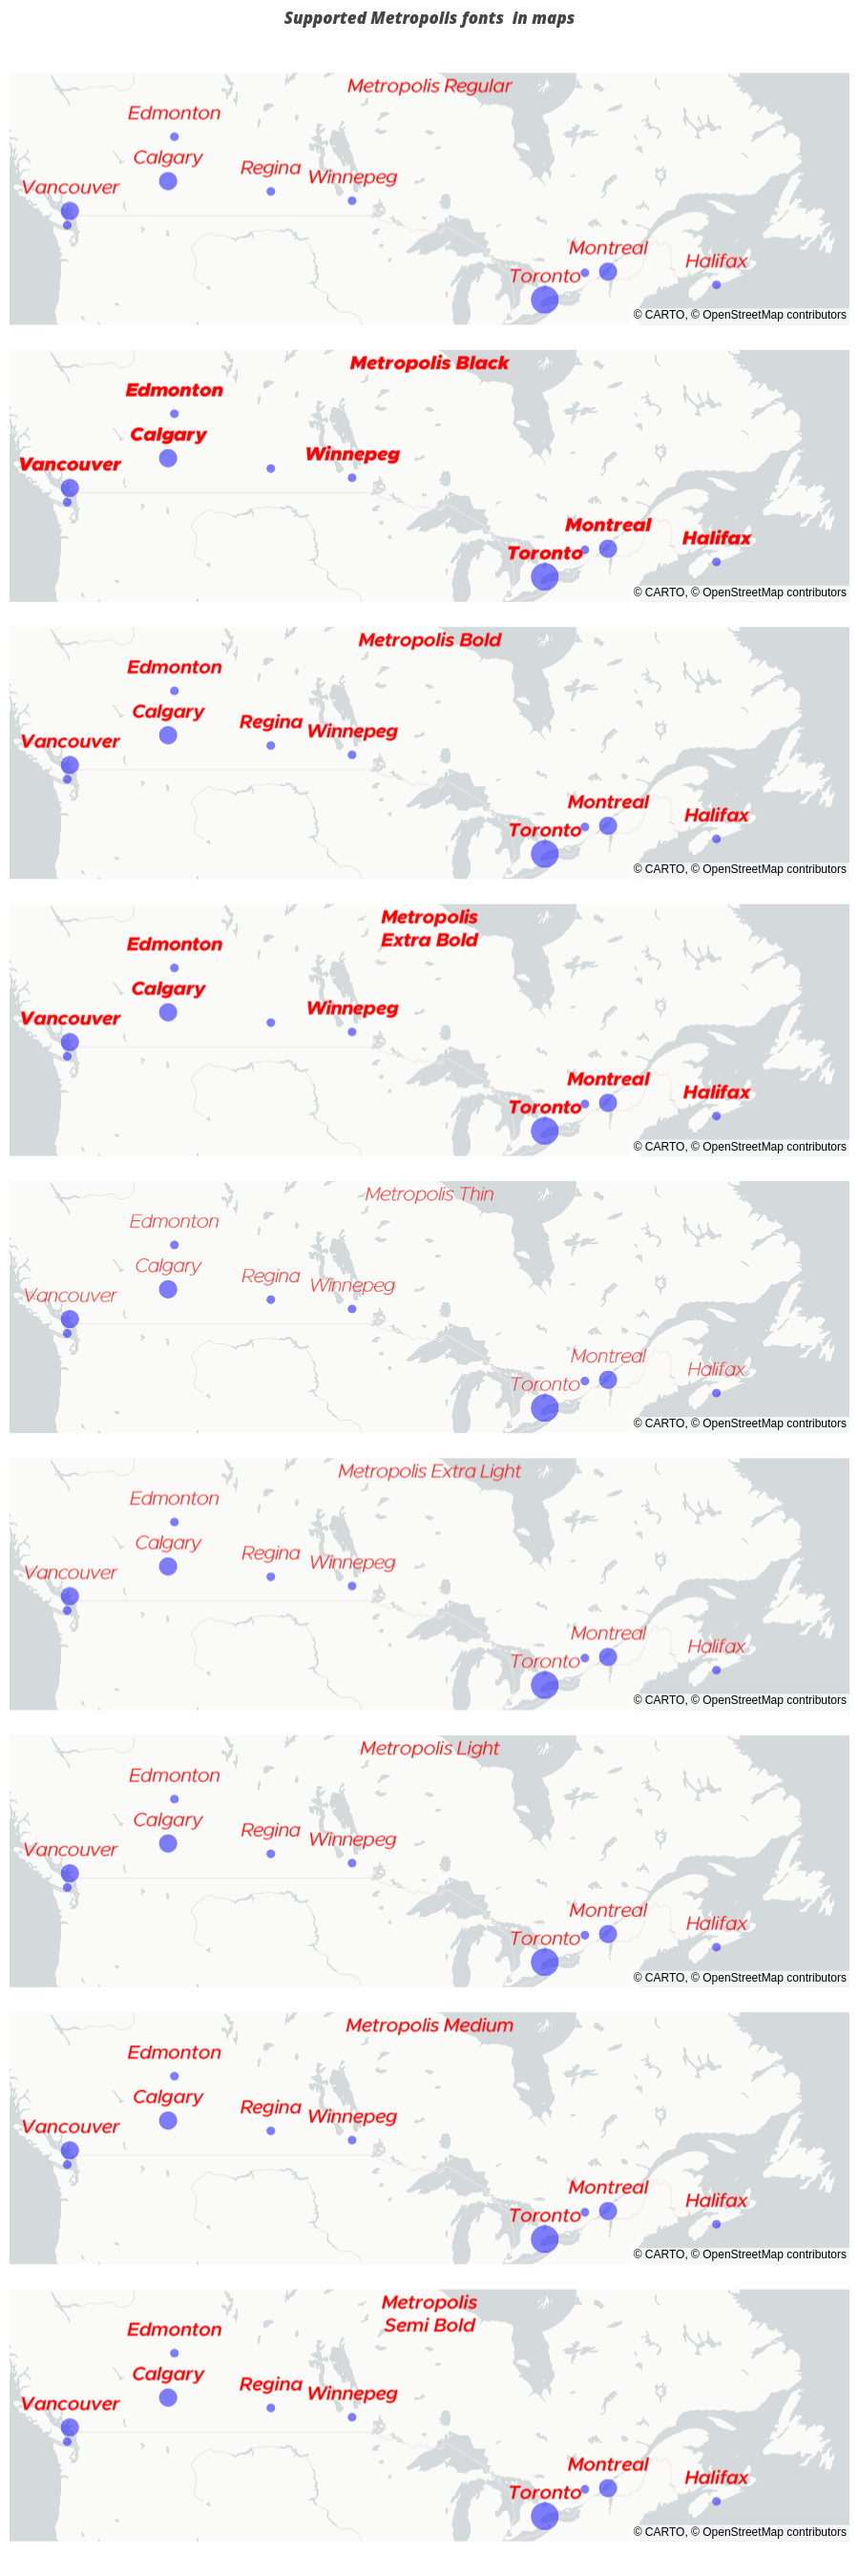 Supported Metropolis fonts  in maps
Metropolis Regular
Edmonton
Calgary
Regina
Winnepeg
Vancouver
Montreal
Halifax
Toronto
© CARTO, © OpenStreetMap contributors
Metropolis Black
Edmonton
Calgary
Winnepeg
Vancouver
Montreal
Halifax
Toronto
© CARTO, © OpenStreetMap contributors
Metropolis Bold
Edmonton
Calgary
Regina
Winnepeg
Vancouver
Montreal
Halifax
Toronto
© CARTO, © OpenStreetMap contributors
Metropolis
Extra Bold
Edmonton
Calgary
Winnepeg
Vancouver
Montreal
Halifax
Toronto
© CARTO, © OpenStreetMap contributors
Metropolis Thin
Edmonton
Calgary
Regina
Winnepeg
Vancouver
Montreal
Halifax
Toronto
© CARTO, © OpenStreetMap contributors
Metropolis Extra Light
Edmonton
Calgary
Regina
Winnepeg
Vancouver
Montreal
Halifax
Toronto
© CARTO, © OpenStreetMap contributors
Metropolis Light
Edmonton
Calgary
Regina
Winnepeg
Vancouver
Montreal
Halifax
Toronto
© CARTO, © OpenStreetMap contributors
Metropolis Medium
Edmonton
Calgary
Regina
Winnepeg
Vancouver
Montreal
Halifax
Toronto
© CARTO, © OpenStreetMap contributors
Metropolis
Semi Bold
Edmonton
Calgary
Regina
Winnepeg
Vancouver
Montreal
Halifax
Toronto
© CARTO, © OpenStreetMap contributors